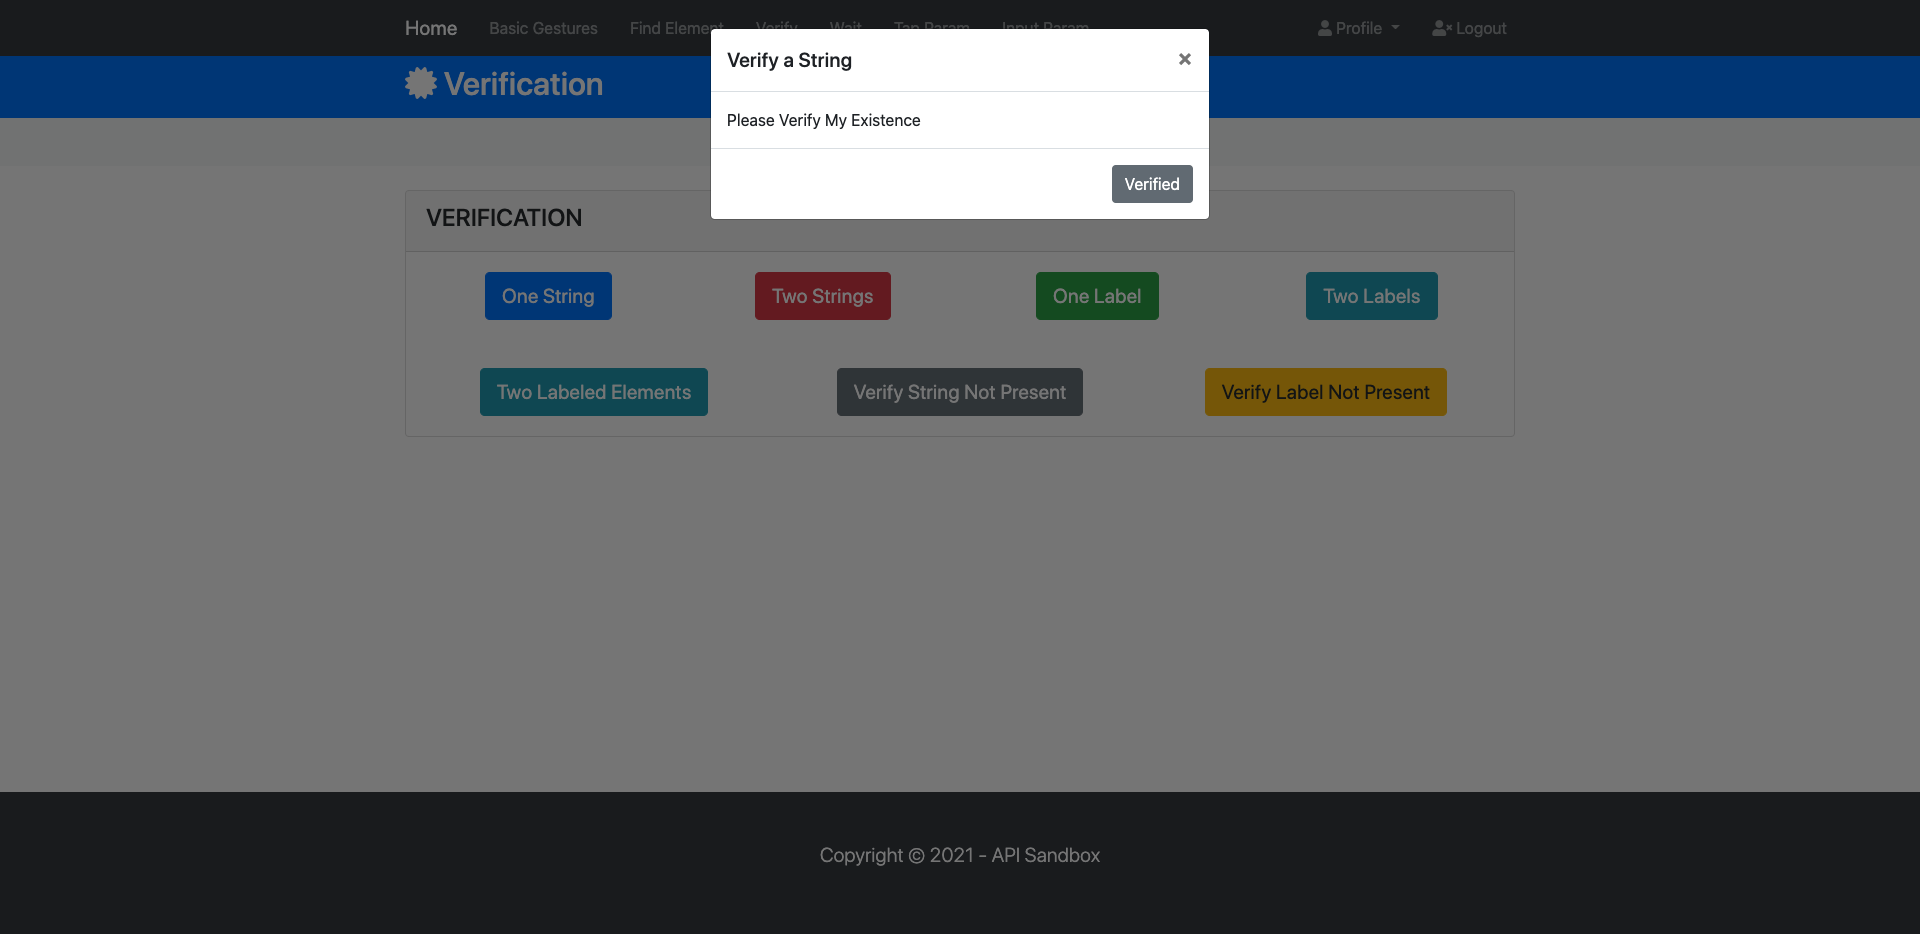 Home Basic Gestures Find Element Verify Wait Tap Param Input Param Profile Logout
Verification
Verify a String ×
Please Verify My Existence
Verified
VERIFICATION
One String Two Strings One Label Two Labels
Two Labeled Elements Verify String Not Present Verify Label Not Present
Copyright © 2021 - API Sandbox